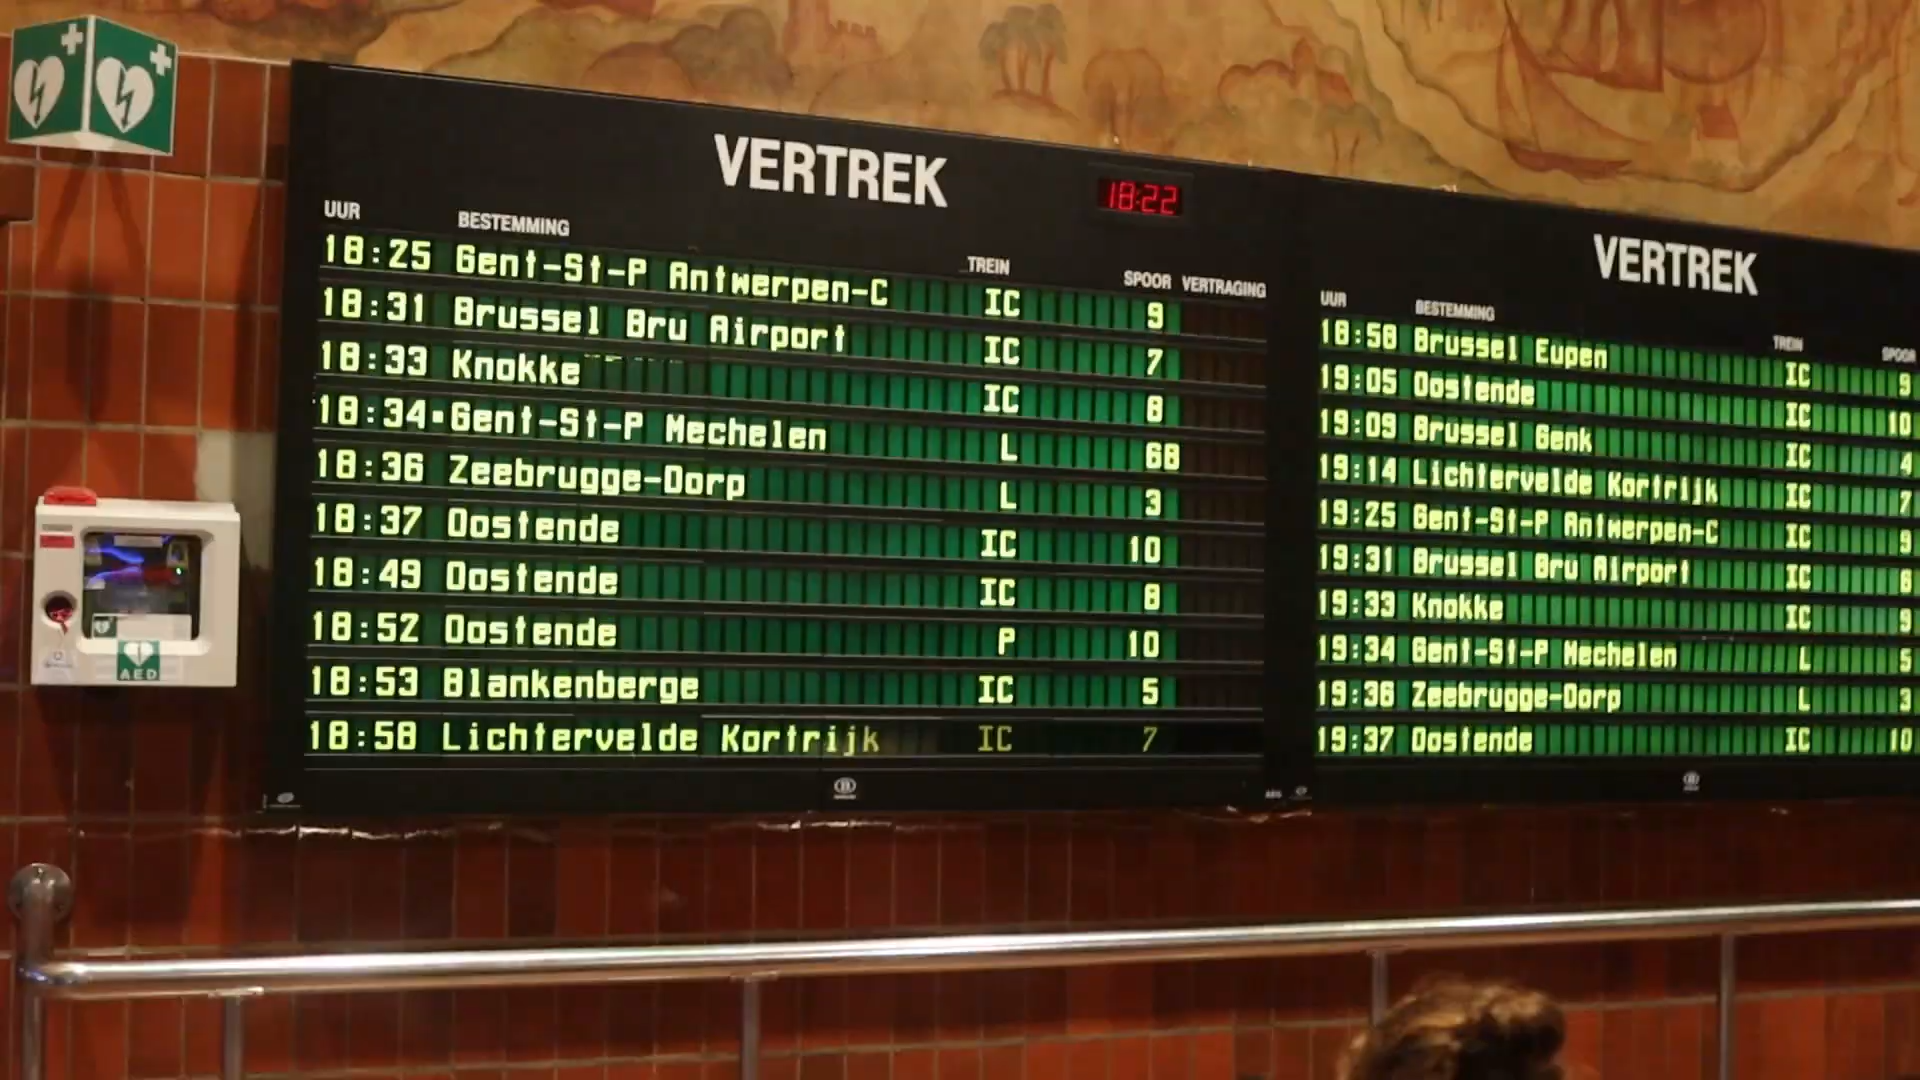 VERTREK
18:22
UUR BESTEMMING TREIN SPOOR VERTRAGING
18:25 Gent-St-P Antwerpen-C IC 9
18:31 Brussel Bru Airport IC 7
18:33 Knokke IC 8
18:34 Gent-St-P Mechelen L 6B
18:36 Zeebrugge-Dorp L 3
18:37 Oostende IC 10
18:49 Oostende IC 8
18:52 Oostende P 10
18:53 Blankenberge IC 5
18:58 Lichtervelde Kortrijk IC 7
VERTREK
UUR BESTEMMING TREIN SPOOR
18:58 Brussel Eupen IC 9
19:05 Oostende IC 10
19:09 Brussel Genk IC 4
19:14 Lichtervelde Kortrijk IC 7
19:25 Gent-St-P Antwerpen-C IC 9
19:31 Brussel Bru Airport IC 6
19:33 Knokke IC 9
19:34 Gent-St-P Mechelen L 5
19:36 Zeebrugge-Dorp L 3
19:37 Oostende IC 10
AED